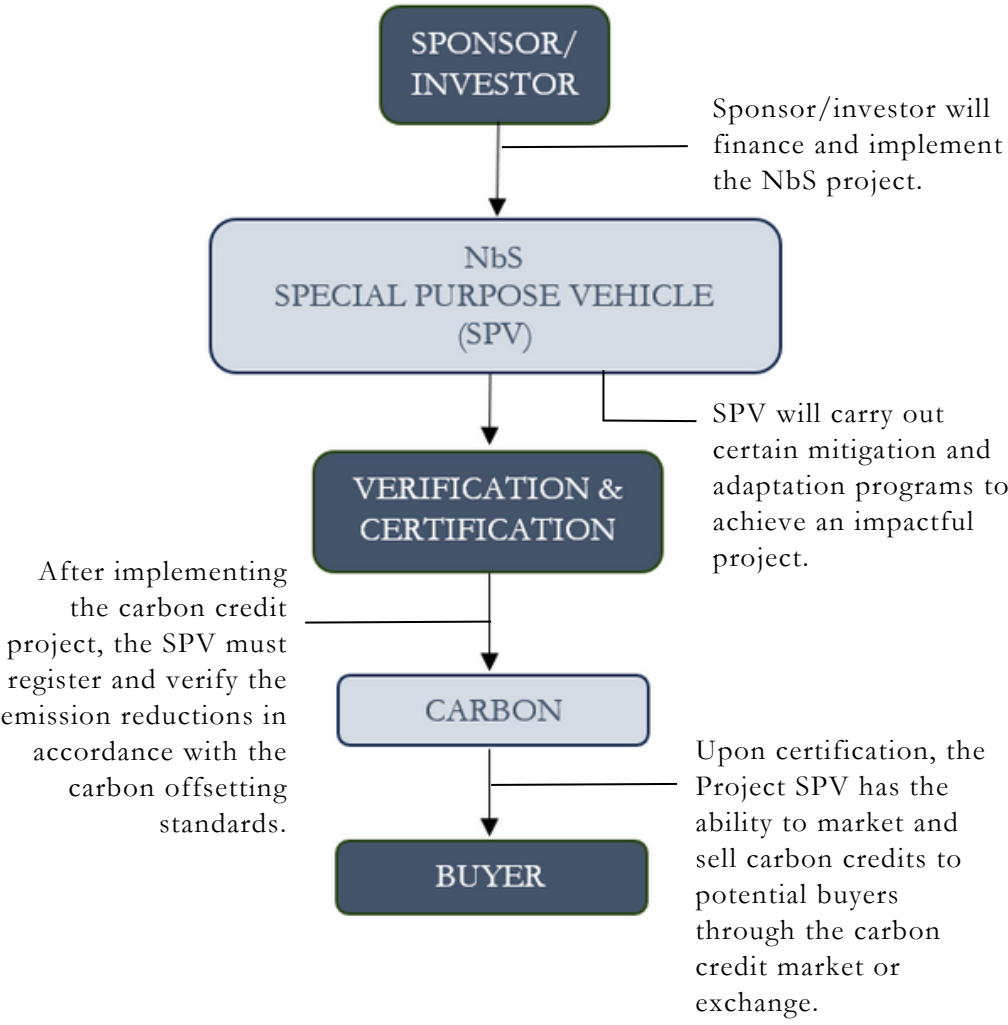 SPONSOR/
INVESTOR
Sponsor/investor will
finance and implement
the NbS project.
NbS
SPECIAL PURPOSE VEHICLE
(SPV)
SPV will carry out
certain mitigation and
adaptation programs to
achieve an impactful
project.
VERIFICATION &
CERTIFICATION
After implementing
the carbon credit
project, the SPV must
register and verify the
emission reductions in
accordance with the
carbon offsetting
standards.
CARBON
Upon certification, the
Project SPV has the
ability to market and
sell carbon credits to
potential buyers
through the carbon
credit market or
exchange.
BUYER